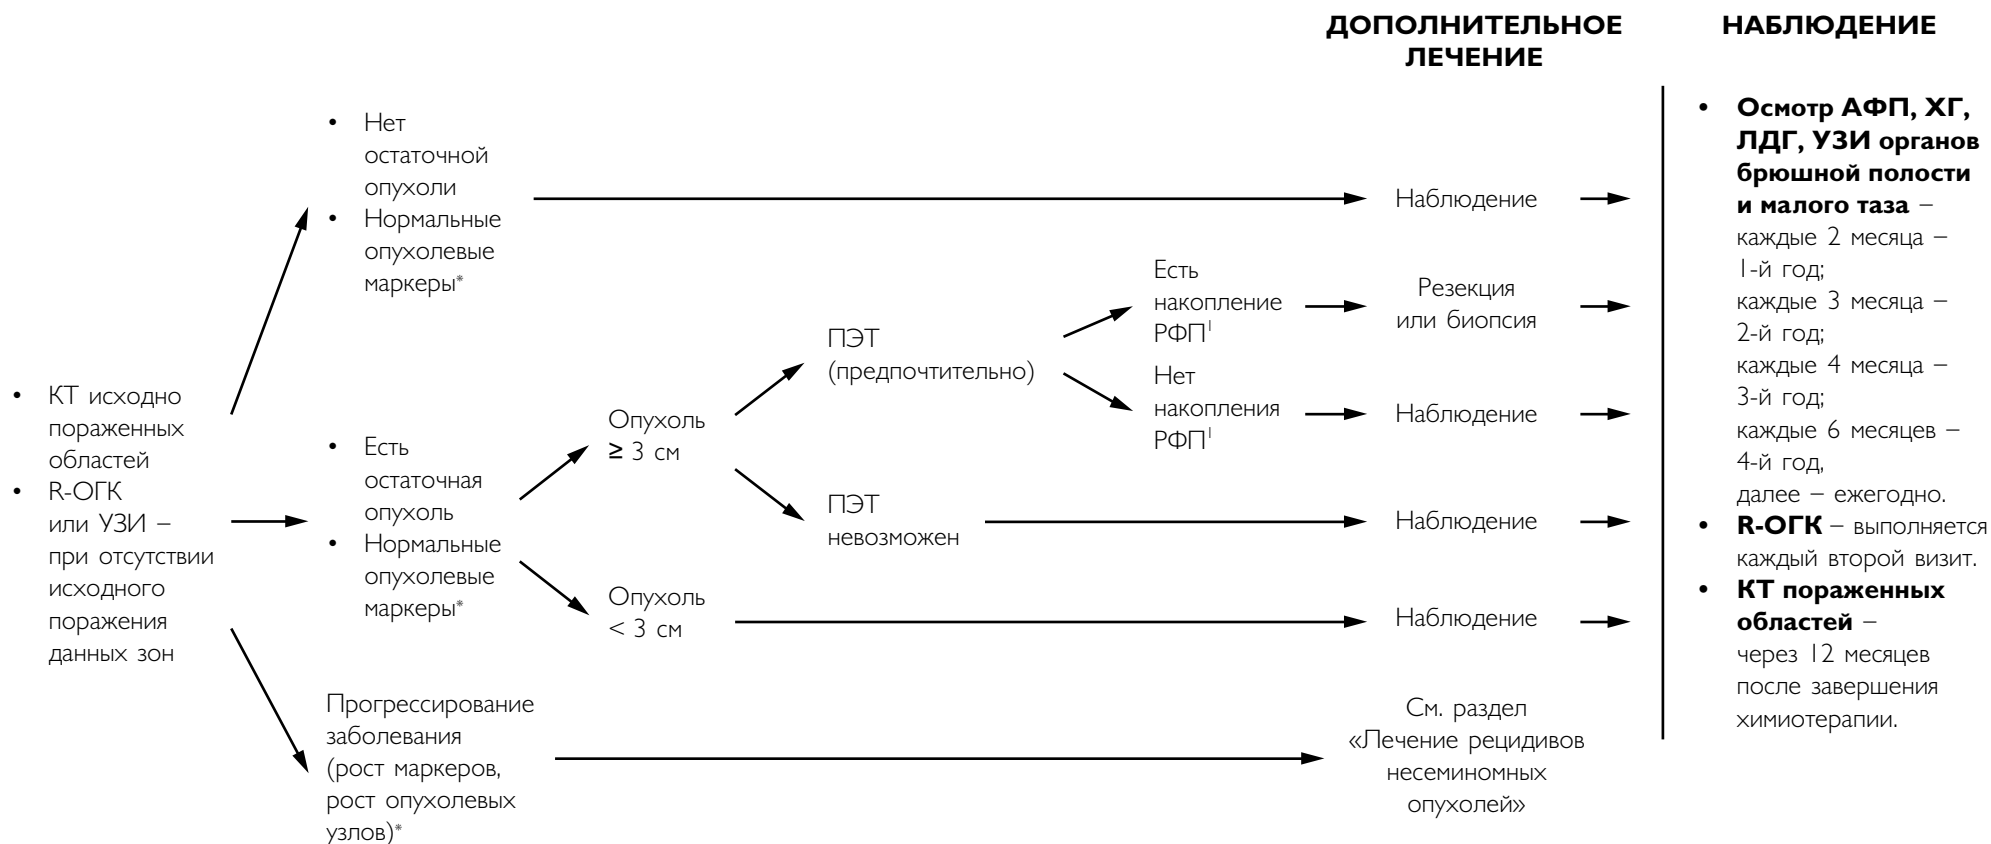 ДОПОЛНИТЕЛЬНОЕ
ЛЕЧЕНИЕ
НАБЛЮДЕНИЕ
• КТ исходно
пораженных
областей
• R-ОГК
или УЗИ –
при отсутствии
исходного
поражения
данных зон
• Нет
остаточной
опухоли
• Нормальные
опухолевые
маркеры*
Наблюдение
• Есть
остаточная
опухоль
• Нормальные
опухолевые
маркеры*
Опухоль
≥ 3 см
ПЭТ
(предпочтительно)
Есть
накопление
РФП¹
Резекция
или биопсия
Нет
накопления
РФП¹
Наблюдение
ПЭТ
невозможен
Наблюдение
Опухоль
< 3 см
Наблюдение
Прогрессирование
заболевания
(рост маркеров,
рост опухолевых
узлов)*
См. раздел
«Лечение рецидивов
несеминомных
опухолей»
• Осмотр АФП, ХГ,
ЛДГ, УЗИ органов
брюшной полости
и малого таза –
каждые 2 месяца –
1-й год;
каждые 3 месяца –
2-й год;
каждые 4 месяца –
3-й год;
каждые 6 месяцев –
4-й год,
далее – ежегодно.
• R-ОГК – выполняется
каждый второй визит.
• КТ пораженных
областей –
через 12 месяцев
после завершения
химиотерапии.